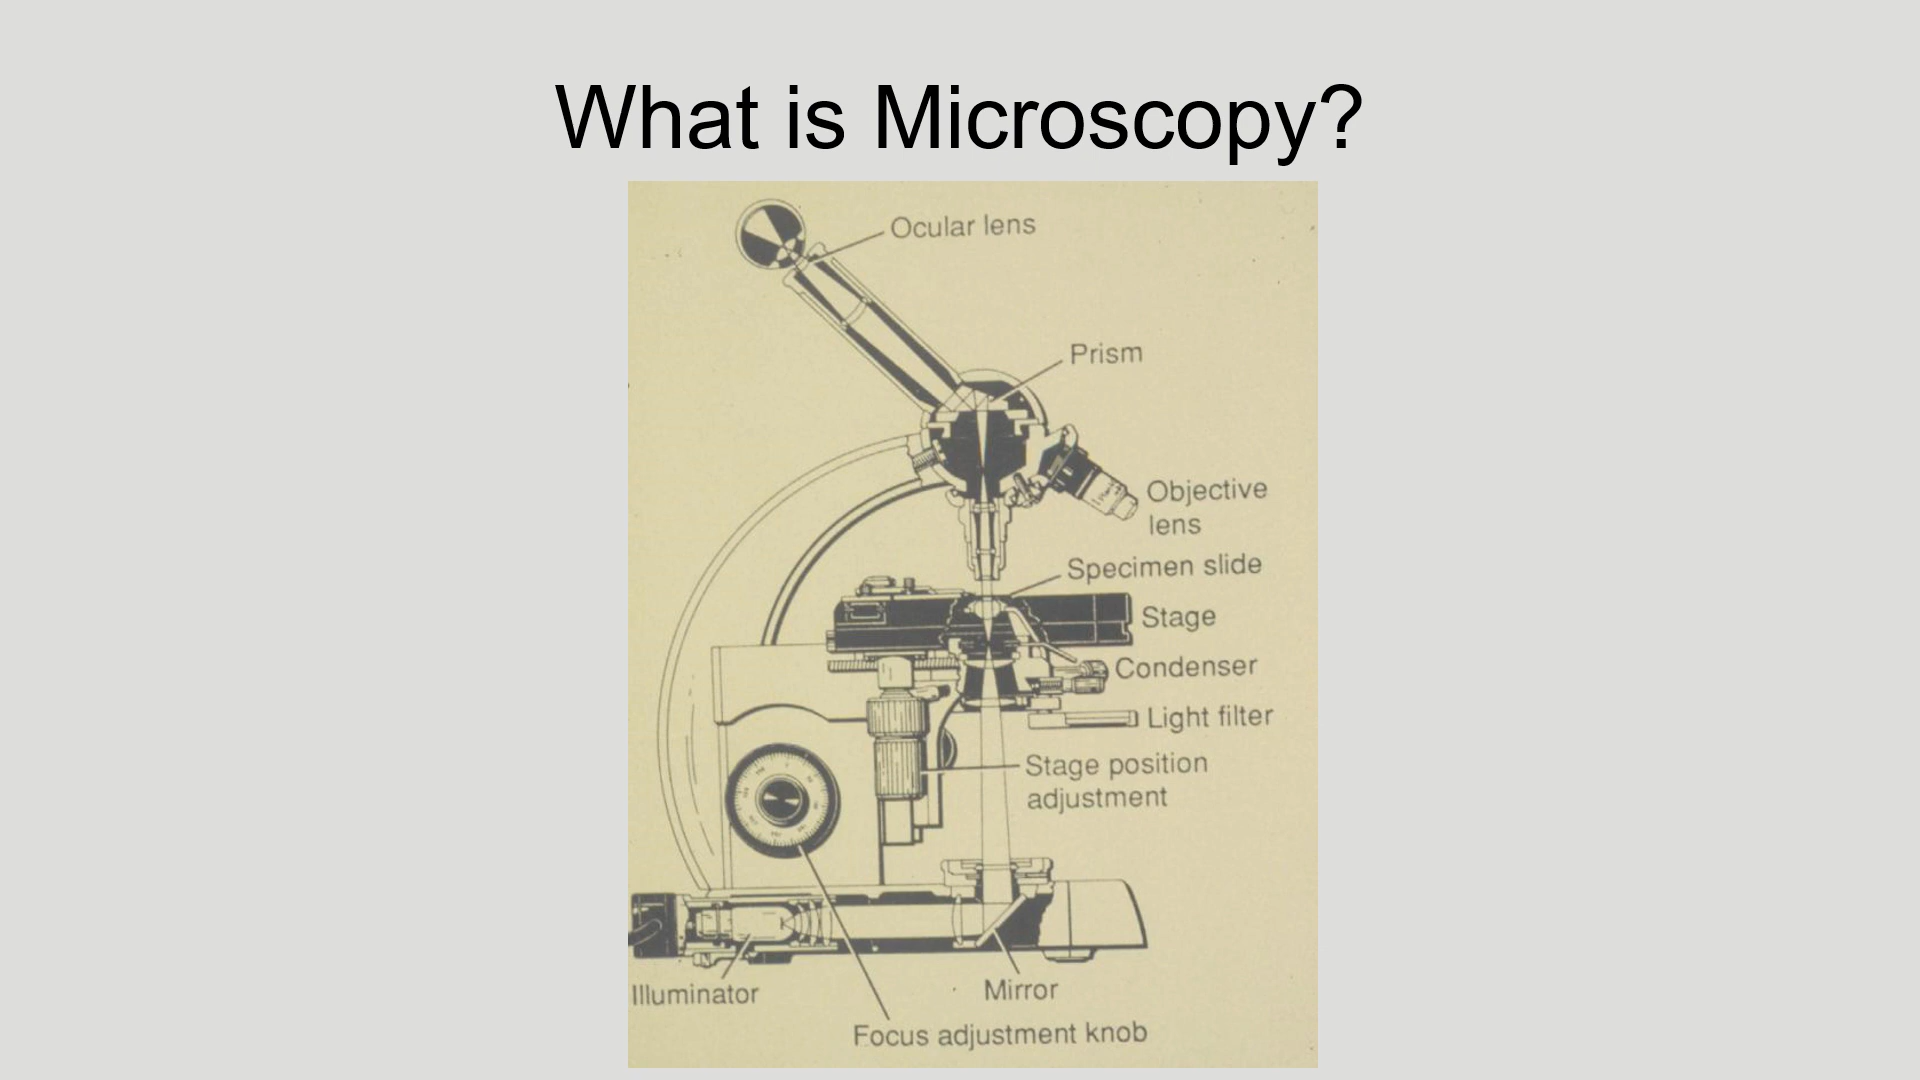 What is Microscopy?
Ocular lens
Prism
Objective
lens
Specimen slide
Stage
Condenser
Light filter
Stage position
adjustment
Illuminator
Mirror
Focus adjustment knob